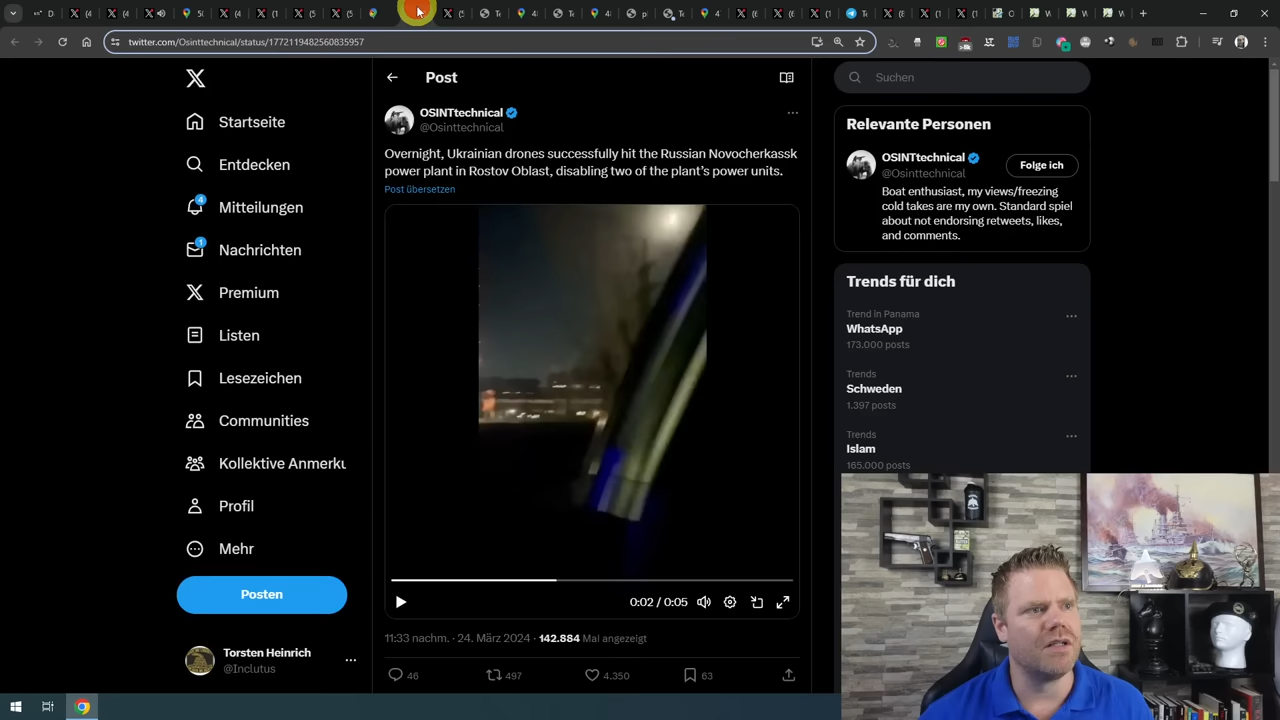 twitter.com/Osinttechnical/status/1772119482560835957
Post
Suchen
Startseite
Entdecken
4
Mitteilungen
1
Nachrichten
Premium
Listen
Lesezeichen
Communities
Kollektive Anmerku
Profil
Mehr
Posten
Torsten Heinrich
@Inclutus
OSINTtechnical
@Osinttechnical
Overnight, Ukrainian drones successfully hit the Russian Novocherkassk
power plant in Rostov Oblast, disabling two of the plant’s power units.
Post übersetzen
0:02 / 0:05
11:33 nachm. · 24. März 2024 · 142.884 Mal angezeigt
46 497 4.350 63
Relevante Personen
OSINTtechnical
@Osinttechnical
Folge ich
Boat enthusiast, my views/freezing
cold takes are my own. Standard spiel
about not endorsing retweets, likes,
and comments.
Trends für dich
Trend in Panama
WhatsApp
173.000 posts
Trends
Schweden
1.397 posts
Trends
Islam
165.000 posts